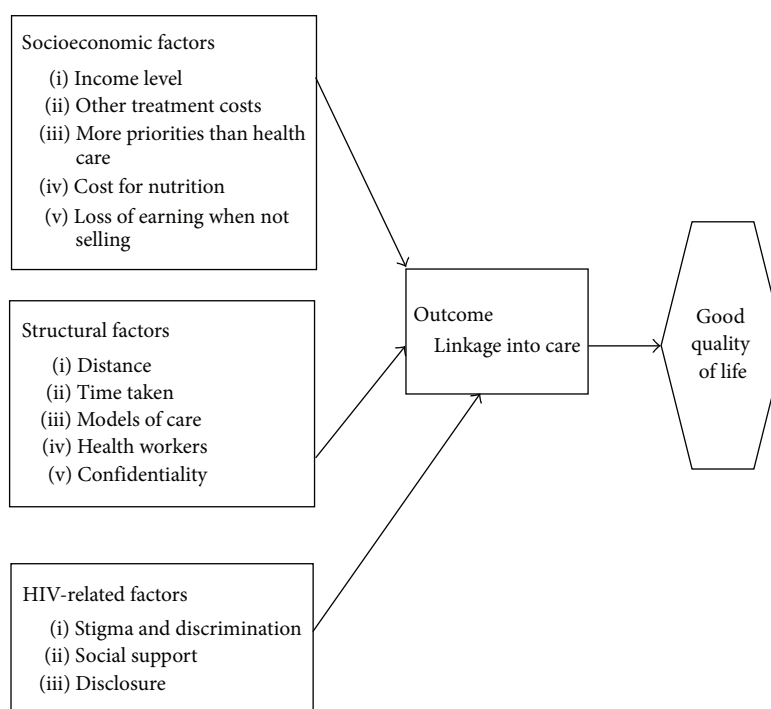 Socioeconomic factors
(i) Income level
(ii) Other treatment costs
(iii) More priorities than health
care
(iv) Cost for nutrition
(v) Loss of earning when not
selling
Structural factors
(i) Distance
(ii) Time taken
(iii) Models of care
(iv) Health workers
(v) Confidentiality
HIV-related factors
(i) Stigma and discrimination
(ii) Social support
(iii) Disclosure
Outcome
Linkage into care
Good
quality
of life